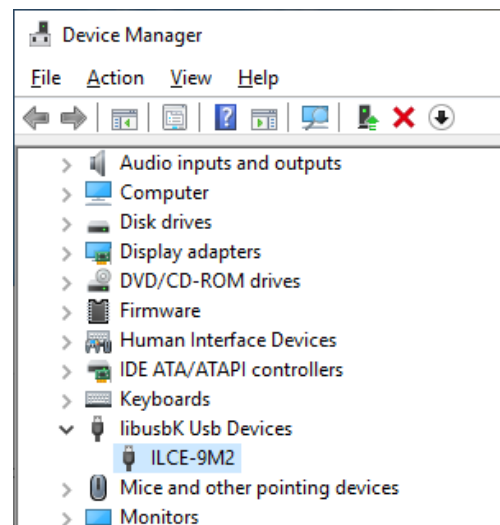 Device Manager
File Action View Help
Audio inputs and outputs
Computer
Disk drives
Display adapters
DVD/CD-ROM drives
Firmware
Human Interface Devices
IDE ATA/ATAPI controllers
Keyboards
libusbK Usb Devices
ILCE-9M2
Mice and other pointing devices
Monitors